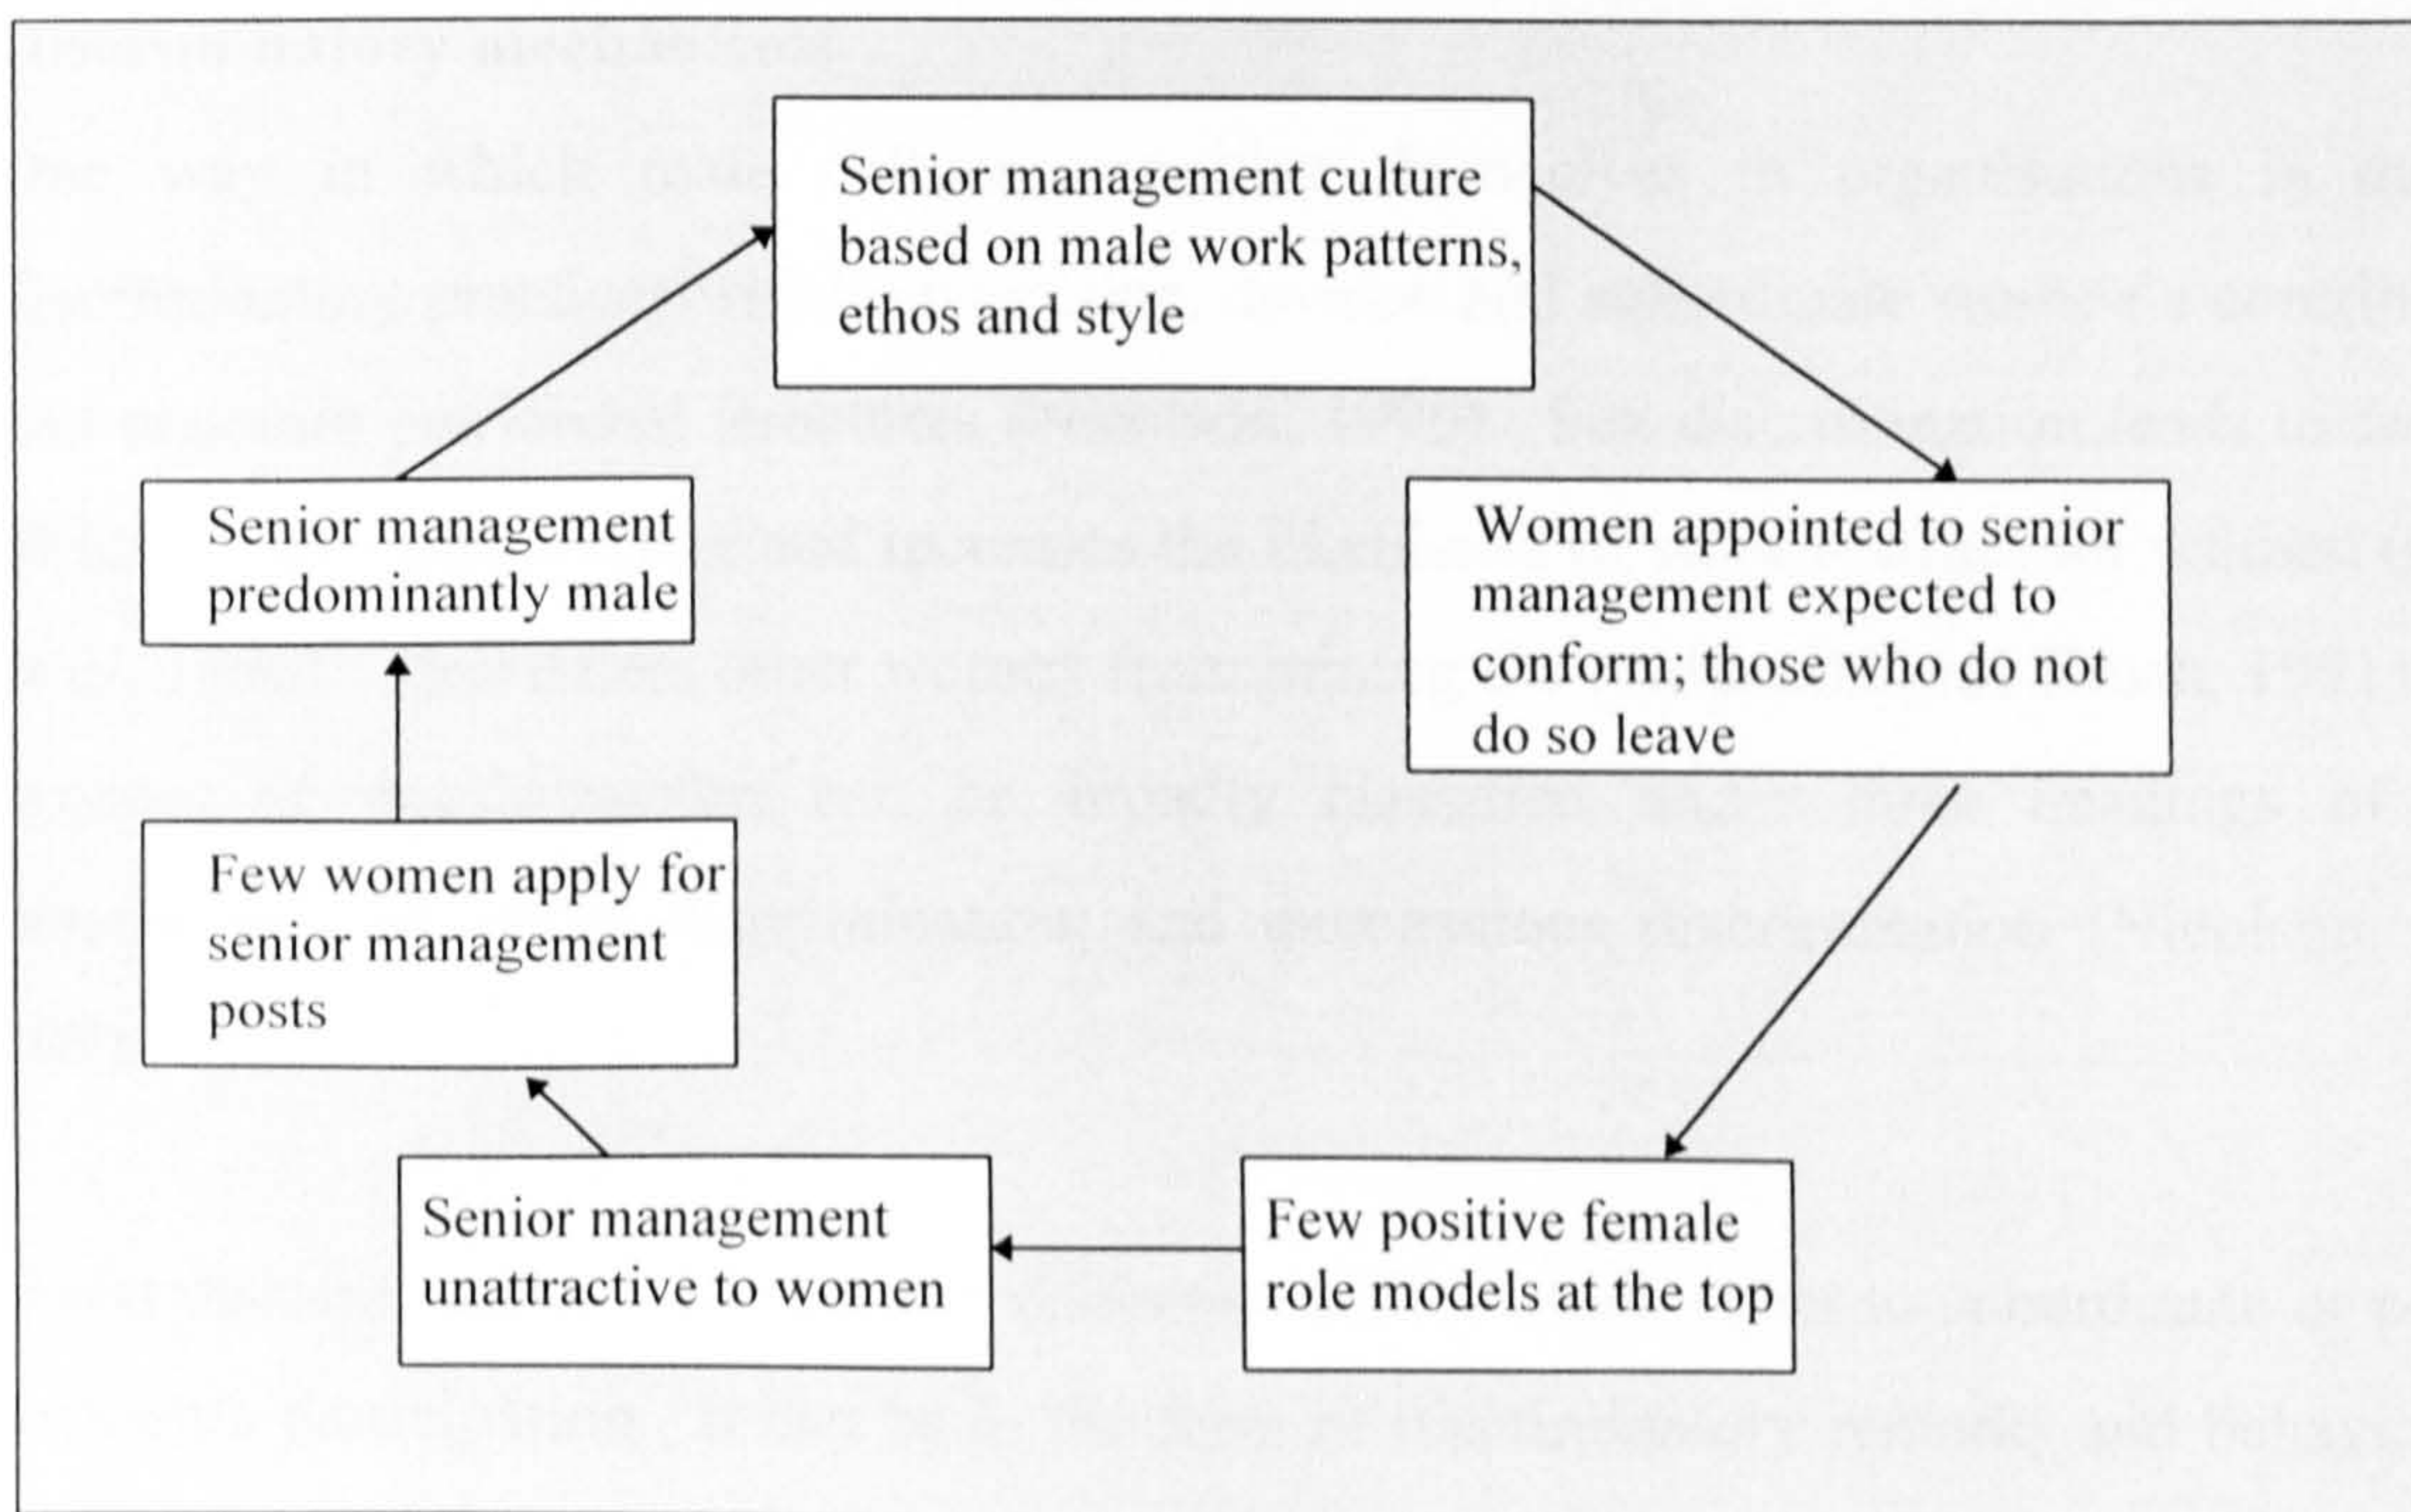 Senior management culture
based on male work patterns,
ethos and style
Women appointed to senior
management expected to
conform; those who do not
do so leave
Few positive female
role models at the top
Senior management
unattractive to women
Few women apply for
senior management
posts
Senior management
predominantly male